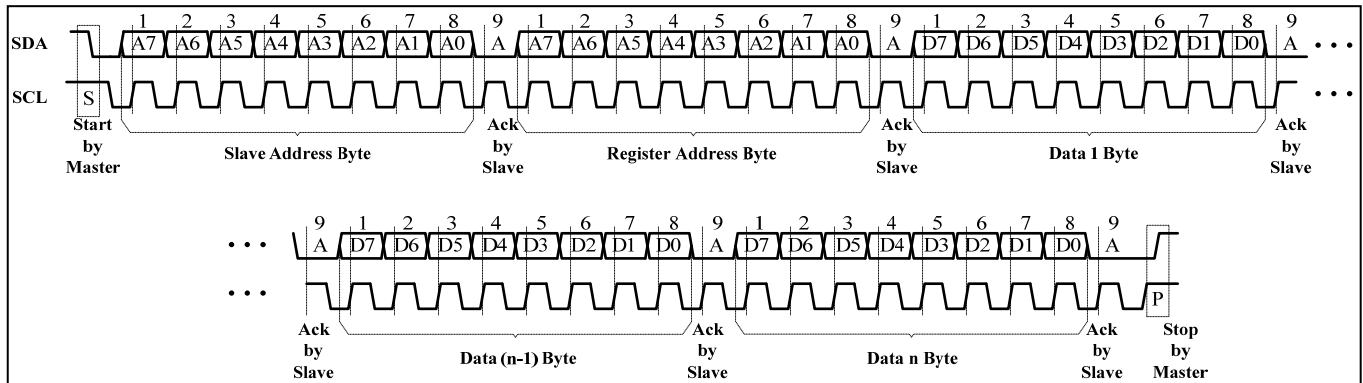 1 2 3 4 5 6 7 8 9 1 2 3 4 5 6 7 8 9 1 2 3 4 5 6 7 8 9
SDA A7 A6 A5 A4 A3 A2 A1 A0 A A7 A6 A5 A4 A3 A2 A1 A0 A D7 D6 D5 D4 D3 D2 D1 D0 A • • •
SCL S • • •
Start by Master
Slave Address Byte
Ack by Slave
Register Address Byte
Ack by Slave
Data 1 Byte
Ack by Slave
9 1 2 3 4 5 6 7 8 9 1 2 3 4 5 6 7 8 9
• • • A D7 D6 D5 D4 D3 D2 D1 D0 A D7 D6 D5 D4 D3 D2 D1 D0 A
• • • P
Ack by Slave
Data (n-1) Byte
Ack by Slave
Data n Byte
Ack by Slave
Stop by Master